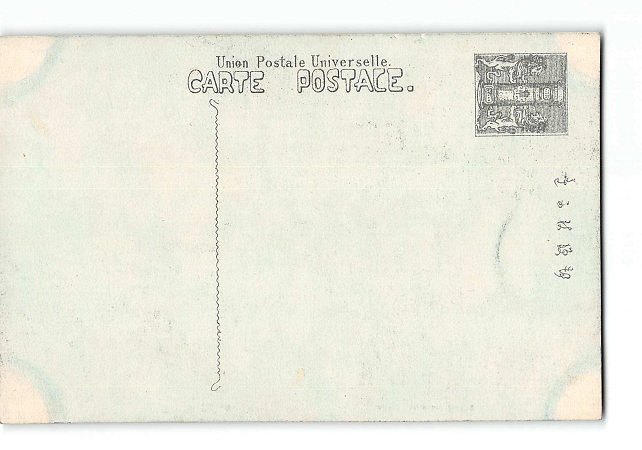 Union Postale Universelle.
CARTE POSTALE.